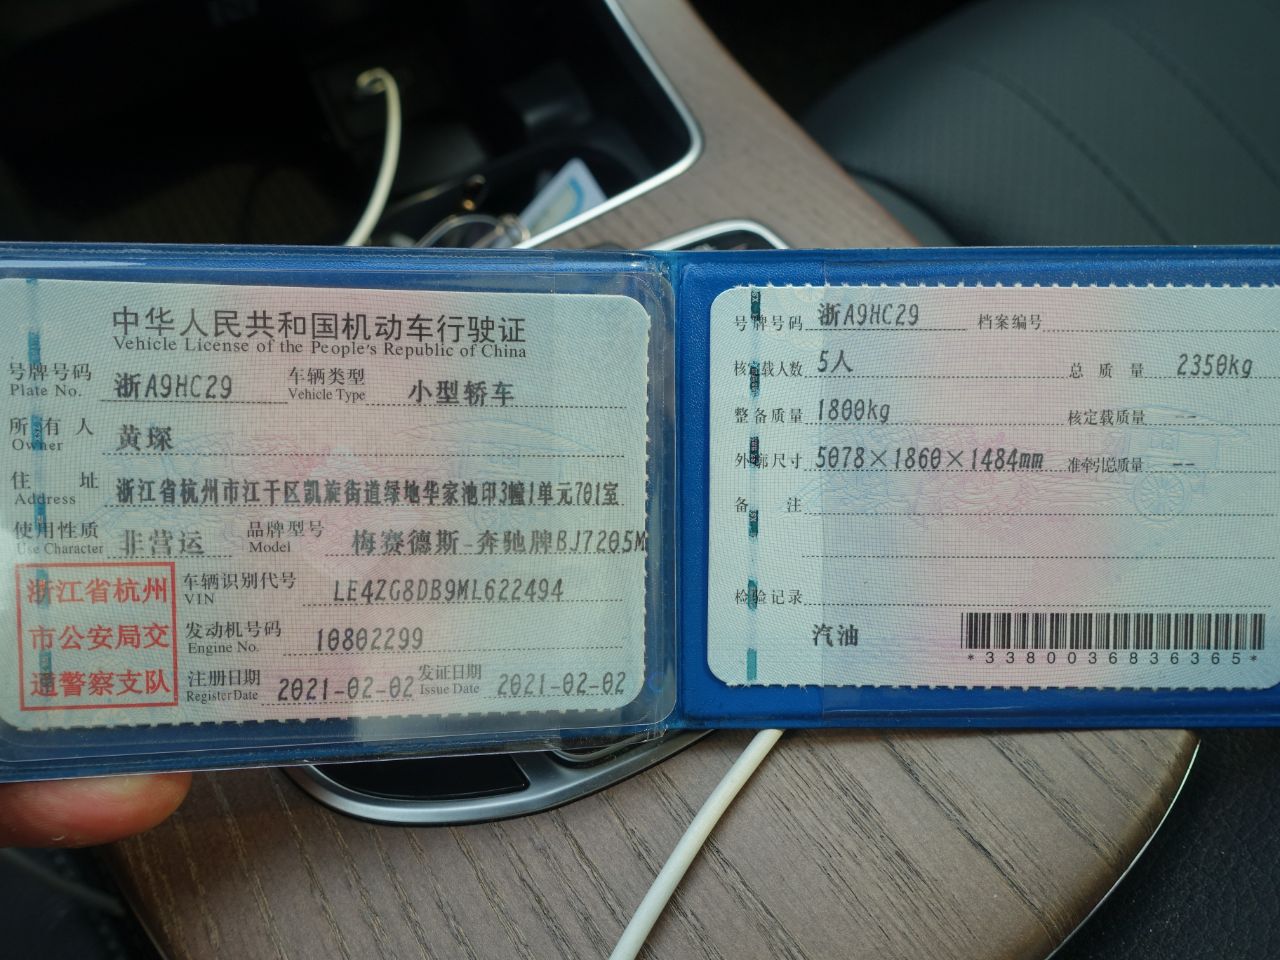 中华人民共和国机动车行驶证
Vehicle License of the People's Republic of China
号牌号码 浙A9HC29 车辆类型 小型轿车
Plate No. Vehicle Type
所有人 黄琛
Owner
住址 浙江省杭州市江干区凯旋街道绿地华家池印3幢1单元701室
Address
使用性质 非营运 品牌型号 梅赛德斯-奔驰牌BJ7205M
Use Character Model
浙江省杭州
市公安局交
通警察支队
车辆识别代号 LE4ZG8DB9ML622494
VIN
发动机号码 10802299
Engine No.
注册日期 2021-02-02 发证日期 2021-02-02
Register Date Issue Date
号牌号码 浙A9HC29 档案编号
核定载人数 5人 总质量 2350kg
整备质量 1800kg 核定载质量 --
外廓尺寸 5078×1860×1484mm 准牵引总质量 --
备注
检验记录
汽油
*3380036836365*